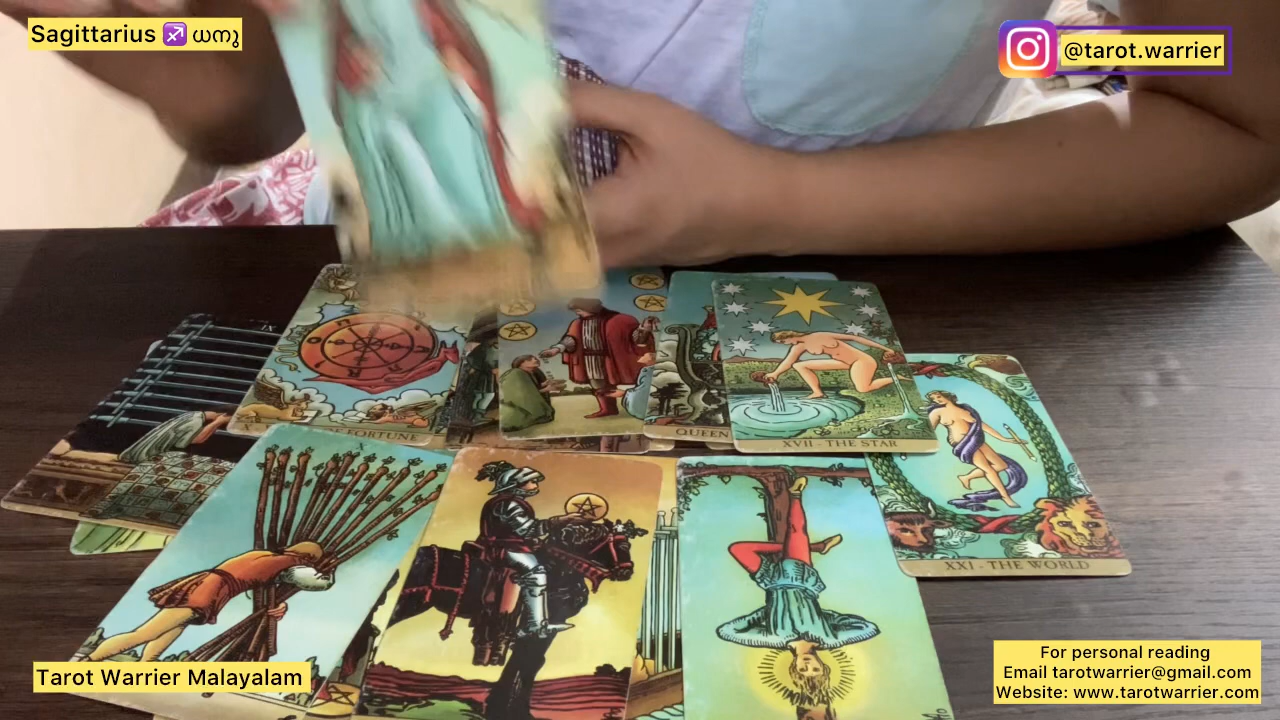 Sagittarius ♐ ധനു
@tarot.warrier
IX
QUEEN
XVII - THE STAR
XXI - THE WORLD
Tarot Warrier Malayalam
For personal reading
Email tarotwarrier@gmail.com
Website: www.tarotwarrier.com